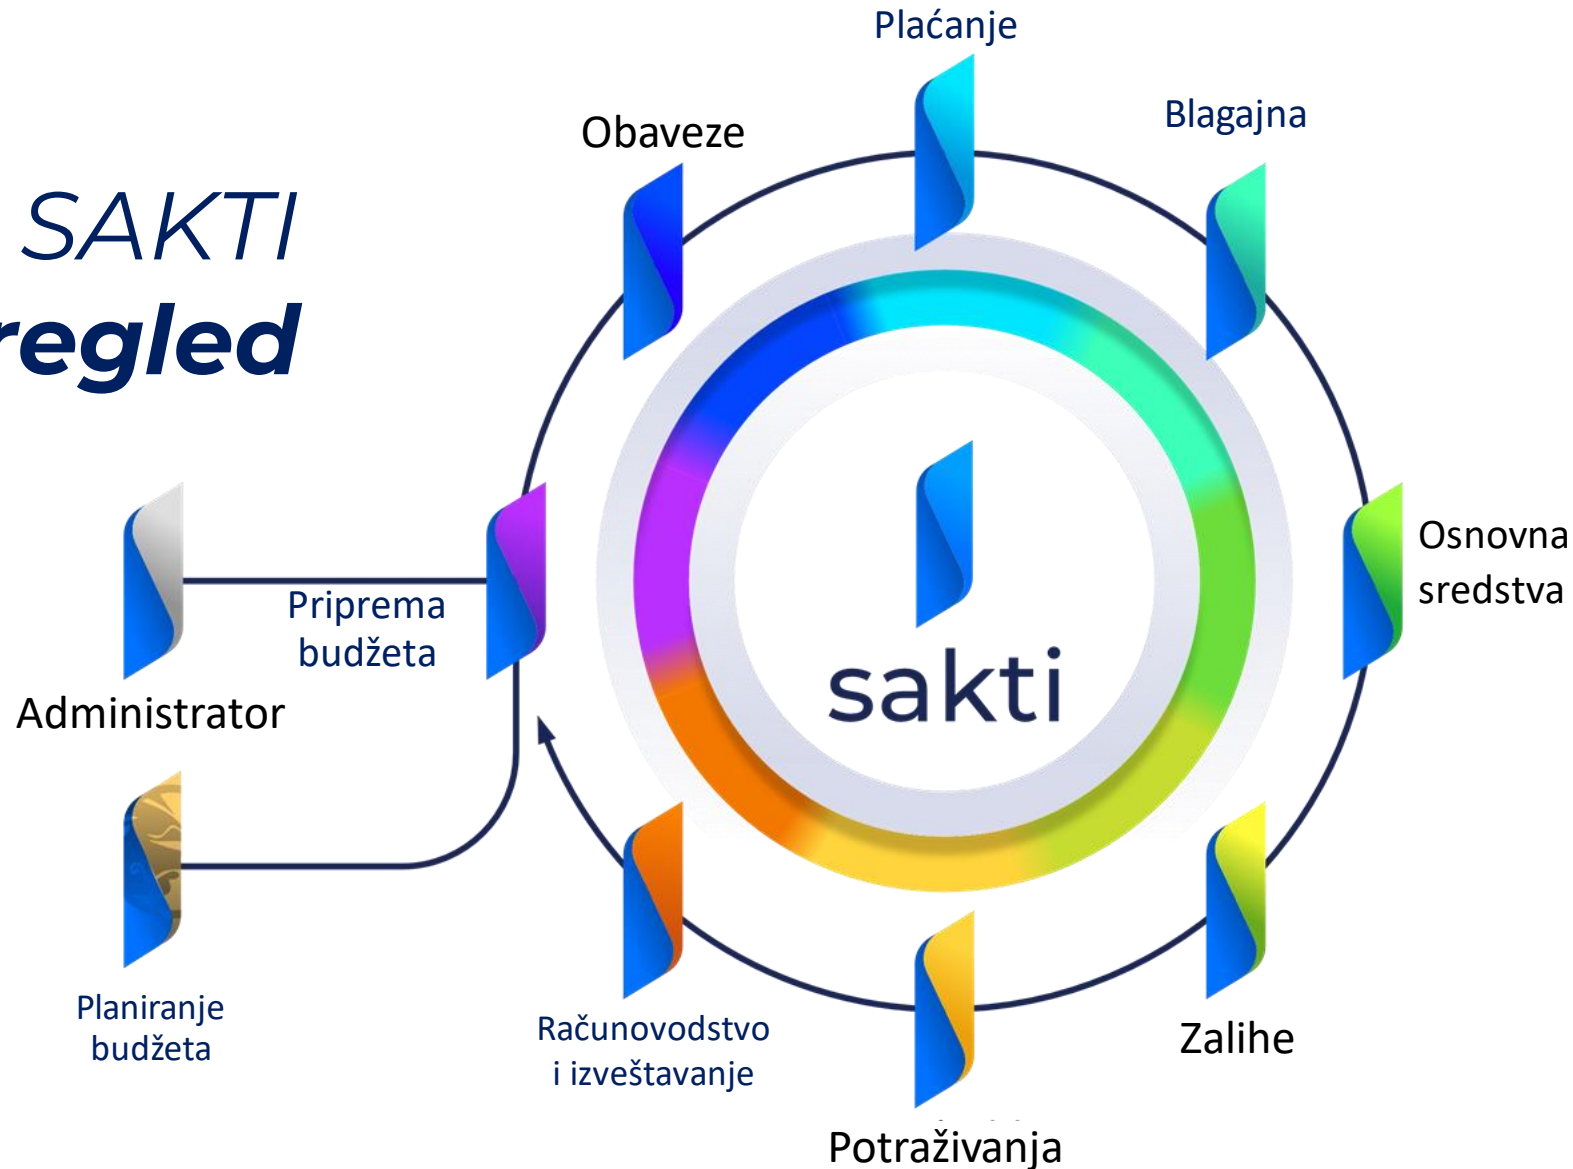 SAKTI
regled
Plaćanje
Obaveze
Blagajna
Osnovna
sredstva
sakti
Priprema
budžeta
Administrator
Planiranje
budžeta
Računovodstvo
i izveštavanje
Zalihe
Potraživanja